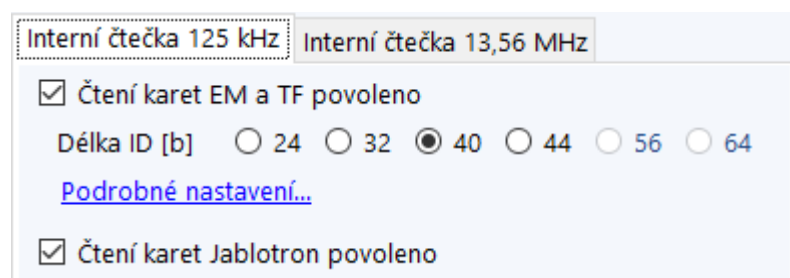 Interní čtečka 125 kHz Interní čtečka 13,56 MHz
Čtení karet EM a TF povoleno
Délka ID [b] 24 32 40 44 56 64
Podrobné nastavení...
Čtení karet Jablotron povoleno